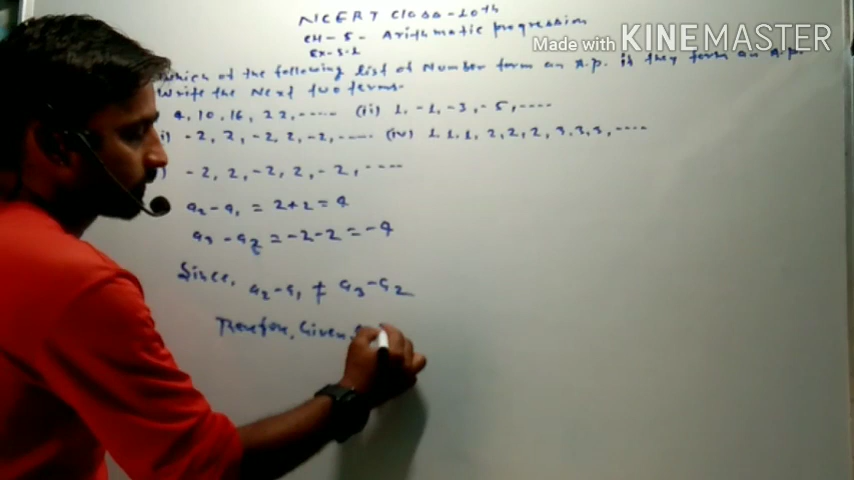 NCERT Class-10th
CH-5- Arithmatic progression
Ex-5.1
Made with KINEMASTER
Which of the following list of Number form an A.P. if they form an A.P.
Write the Next two terms.
4, 10, 16, 22, ...... (ii) 1, -1, -3, -5, ....
i) -2, 2, -2, 2, -2, ..... (iv) 1, 1, 1, 2, 2, 2, 3, 3, 3, ....
) -2, 2, -2, 2, -2, ....
a2 - a1 = 2+2 = 4
a3 - a2 = -2-2 = -4
Since, a2 - a1 ≠ a3 - a2
Therefore, Given,